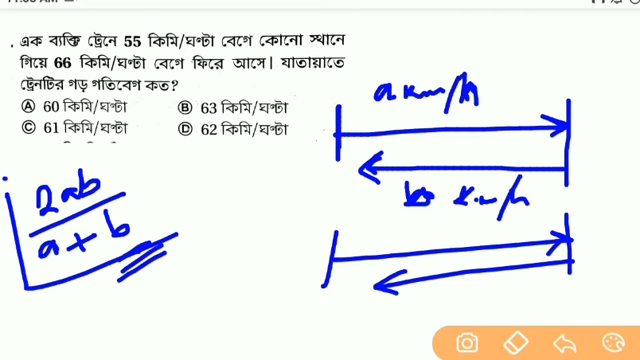 . এক ব্যক্তি ট্রেনে 55 কিমি/ঘণ্টা বেগে কোনো স্থানে
গিয়ে 66 কিমি/ঘণ্টা বেগে ফিরে আসে। যাতায়াতে
ট্রেনটির গড় গতিবেগ কত?
Ⓐ 60 কিমি/ঘণ্টা Ⓑ 63 কিমি/ঘণ্টা
Ⓒ 61 কিমি/ঘণ্টা Ⓓ 62 কিমি/ঘণ্টা
a km/h
b km/h
2ab
a + b